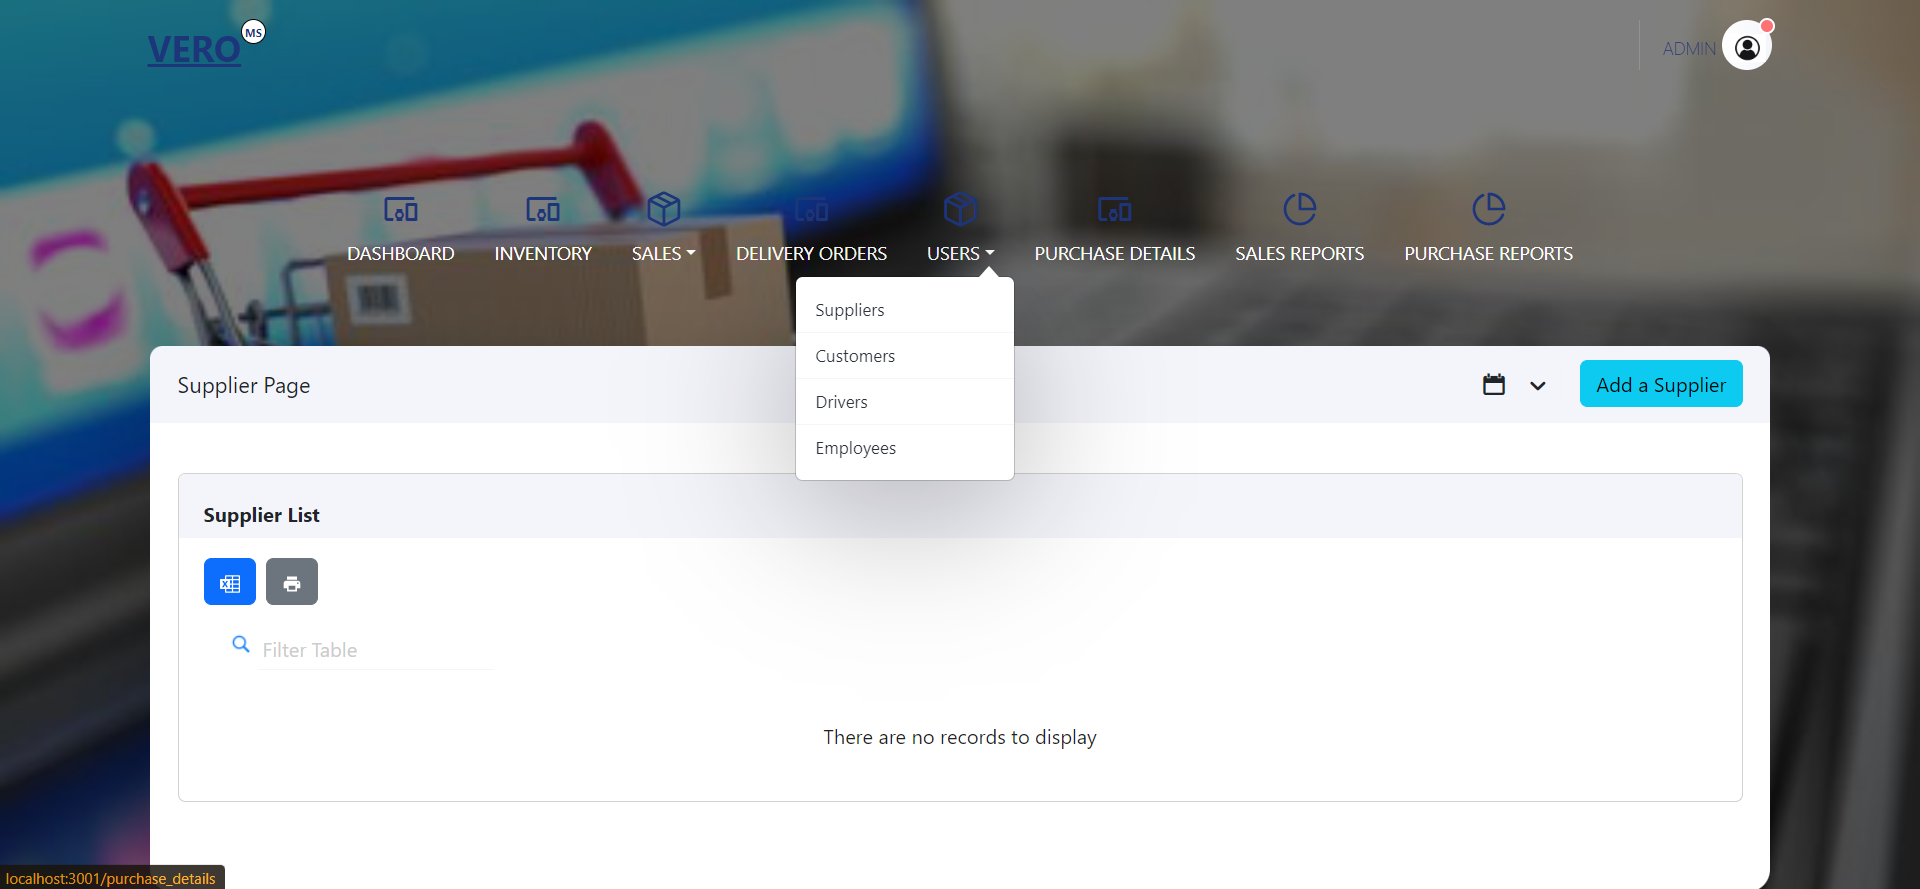 VERO
MS
ADMIN
DASHBOARD
INVENTORY
SALES
DELIVERY ORDERS
USERS
PURCHASE DETAILS
SALES REPORTS
PURCHASE REPORTS
Suppliers
Customers
Drivers
Employees
Supplier Page
Add a Supplier
Supplier List
Filter Table
There are no records to display
localhost:3001/purchase_details